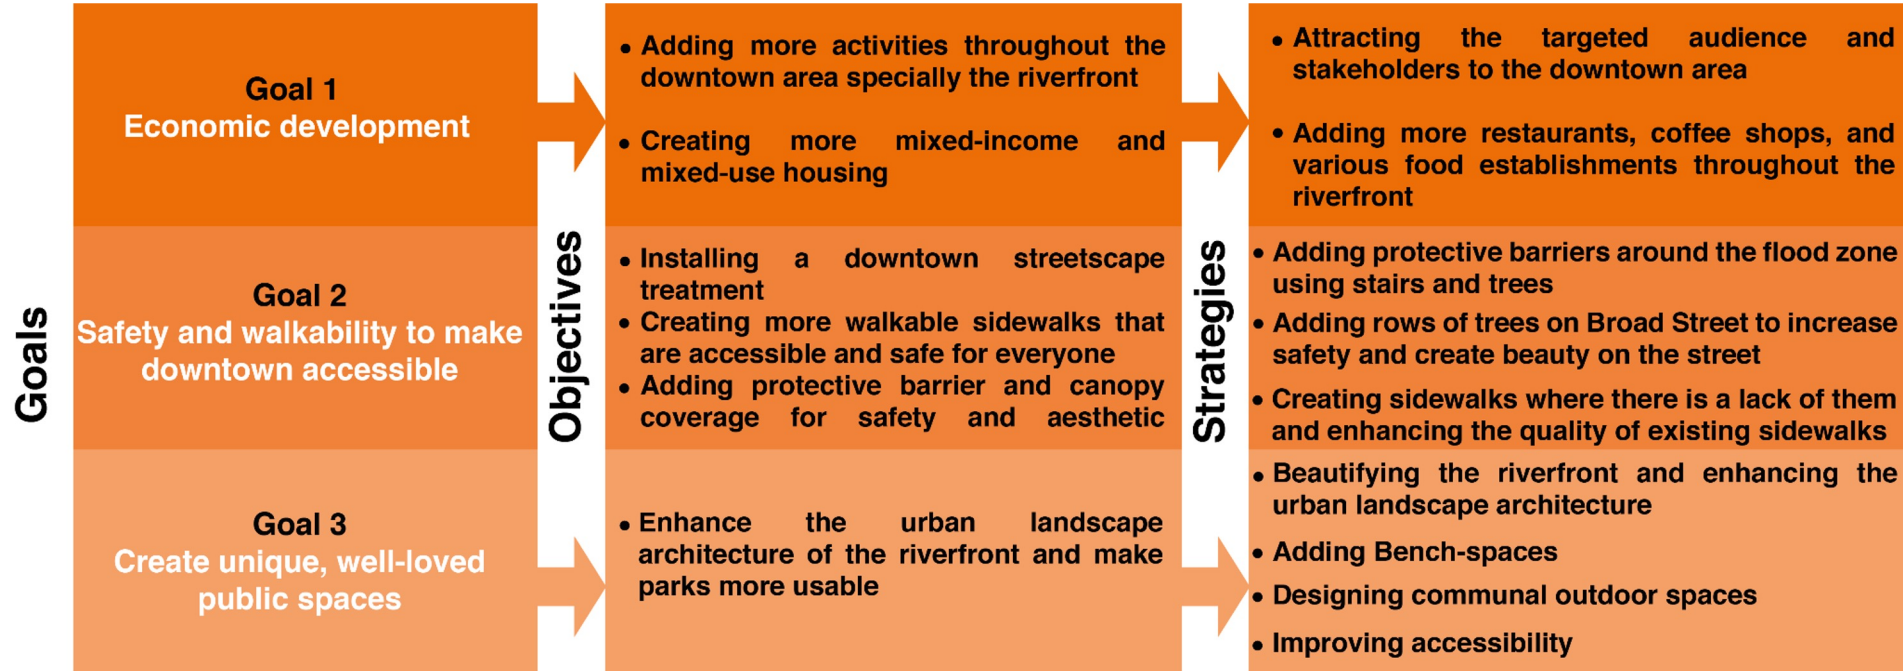 Goals
Goal 1
Economic development
Goal 2
Safety and walkability to make
downtown accessible
Goal 3
Create unique, well-loved
public spaces
Objectives
• Adding more activities throughout the
downtown area specially the riverfront
• Creating more mixed-income and
mixed-use housing
• Installing a downtown streetscape
treatment
• Creating more walkable sidewalks that
are accessible and safe for everyone
• Adding protective barrier and canopy
coverage for safety and aesthetic
• Enhance the urban landscape
architecture of the riverfront and make
parks more usable
Strategies
• Attracting the targeted audience and
stakeholders to the downtown area
• Adding more restaurants, coffee shops, and
various food establishments throughout the
riverfront
• Adding protective barriers around the flood zone
using stairs and trees
• Adding rows of trees on Broad Street to increase
safety and create beauty on the street
• Creating sidewalks where there is a lack of them
and enhancing the quality of existing sidewalks
• Beautifying the riverfront and enhancing the
urban landscape architecture
• Adding Bench-spaces
• Designing communal outdoor spaces
• Improving accessibility